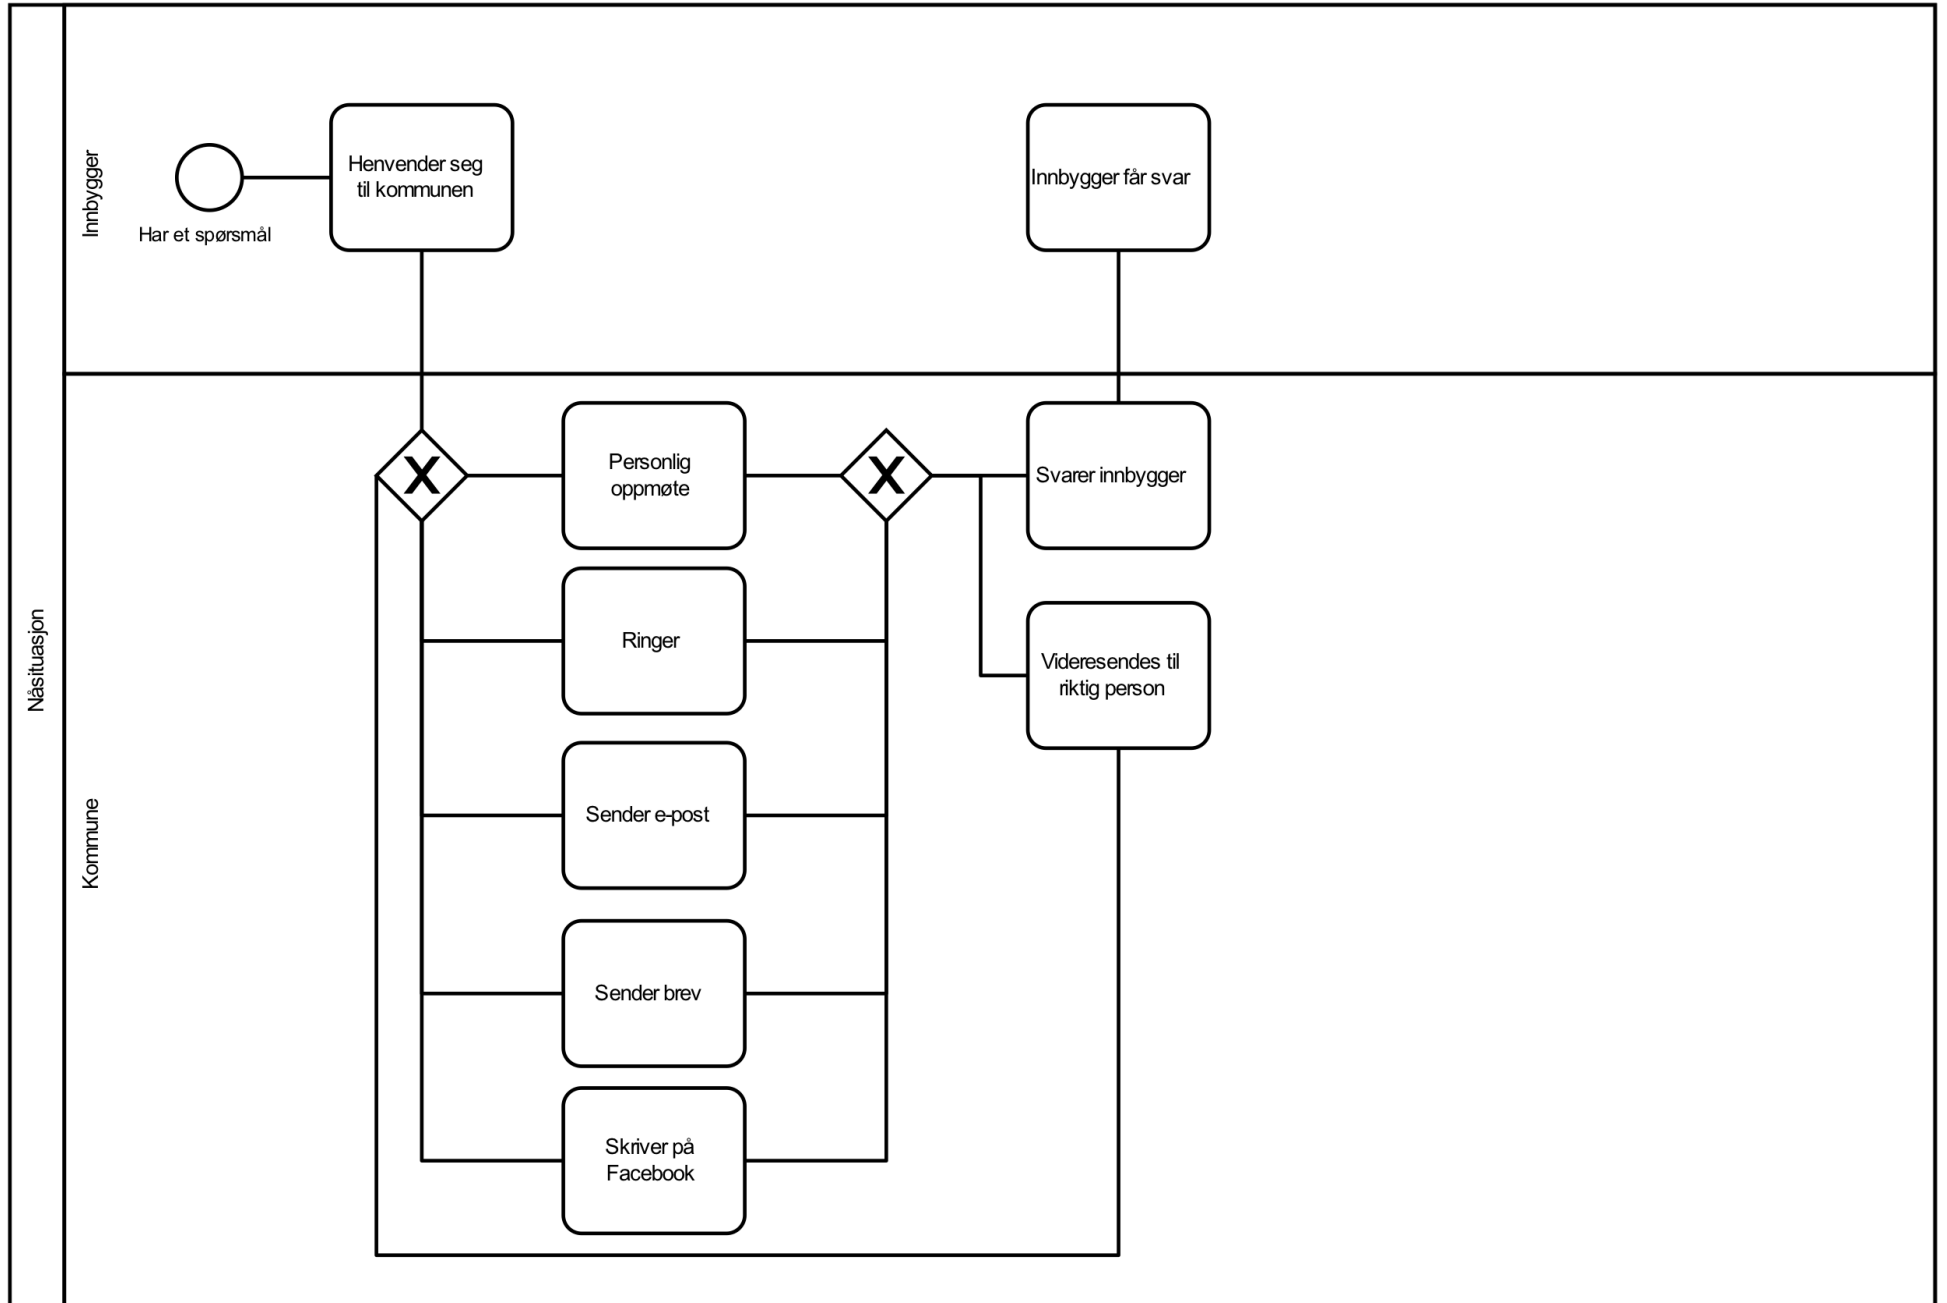 Nåsituasjon
Innbygger
Har et spørsmål
Henvender seg
til kommunen
Innbygger får svar
Kommune
X
Personlig
oppmøte
X
Svarer innbygger
Ringer
Videresendes til
riktig person
Sender e-post
Sender brev
Skriver på
Facebook